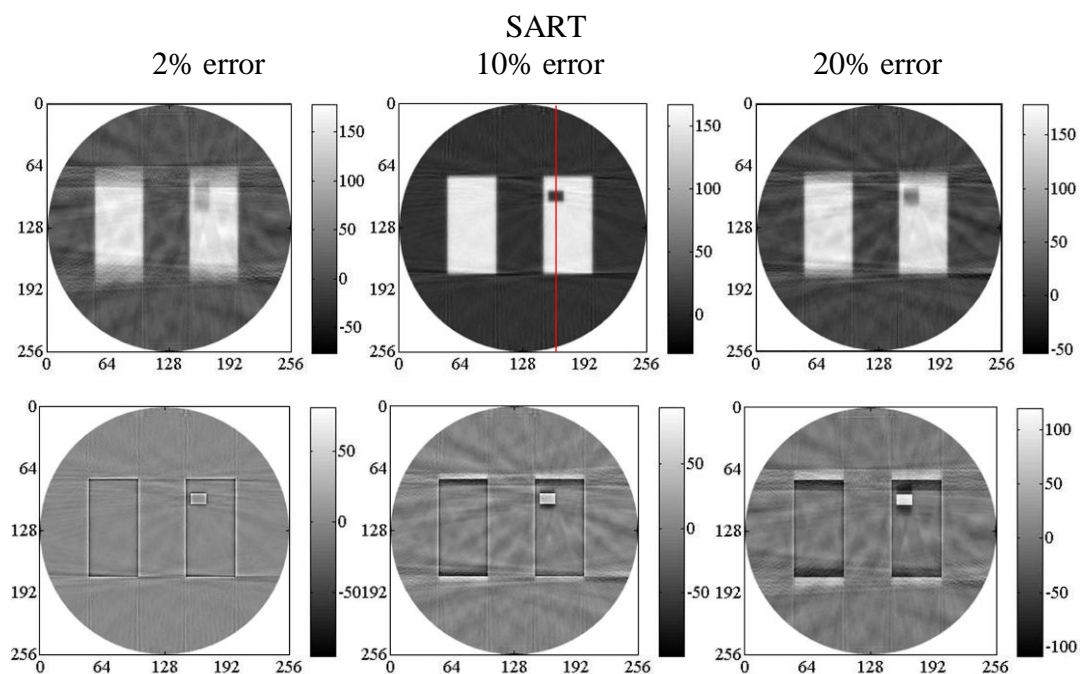 SART
2% error 10% error 20% error
0 0 0
150 150 150
64 64 64
100 100 100
128 128 128
50 50 50
0
192 192 192
0 0
-50
256 256 256 -50
0 64 128 192 256 0 64 128 192 256 0 64 128 192 256
0 0 0
100
50 50
64 64 64
50
128 0 128 0 128 0
192 -50 192 -50 192 -50
256 256 256 -100
0 64 128 192 256 0 64 128 192 256 0 64 128 192 256